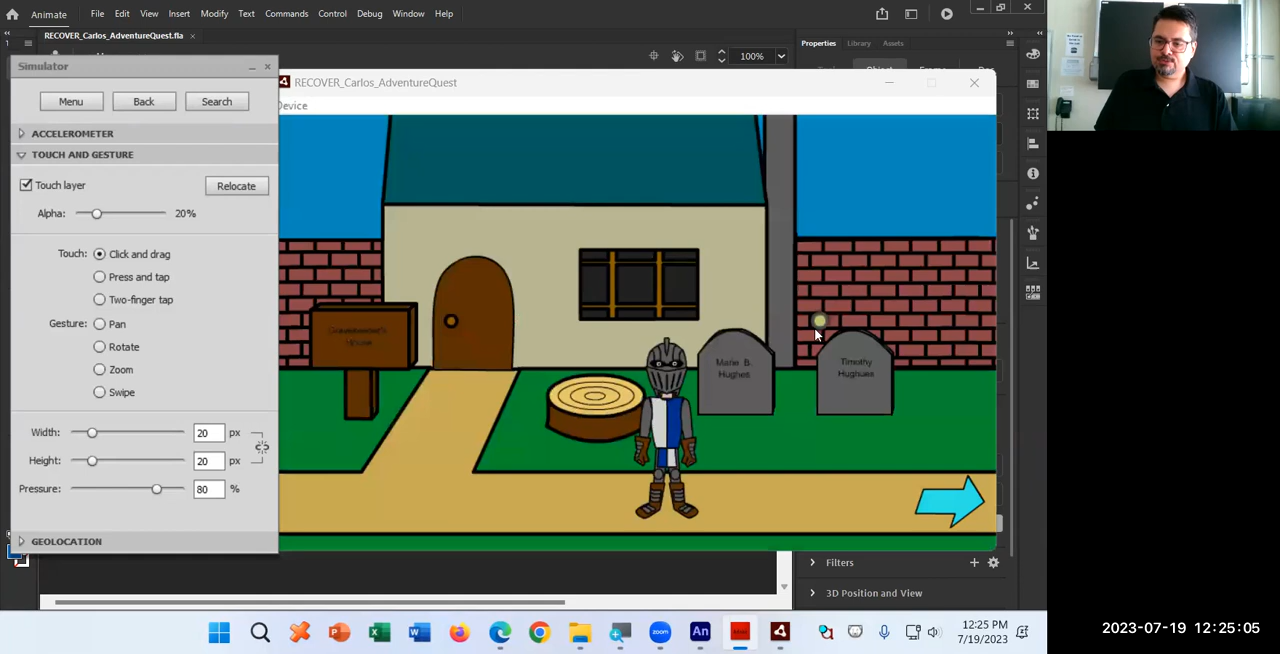 Animate
File
Edit
View
Insert
Modify
Text
Commands
Control
Debug
Window
Help
RECOVER_Carlos_AdventureQuest.fla
100%
Properties
Library
Assets
Object
Simulator
Menu
Back
Search
ACCELEROMETER
TOUCH AND GESTURE
Touch layer
Relocate
Alpha:
20%
Touch:
Click and drag
Press and tap
Two-finger tap
Gesture:
Pan
Rotate
Zoom
Swipe
Width:
20
px
Height:
20
px
Pressure:
80
%
GEOLOCATION
RECOVER_Carlos_AdventureQuest
Device
House
Marie B.
Hughes
Timothy
Hughues
Filters
3D Position and View
An
12:25 PM
7/19/2023
2023-07-19 12:25:05